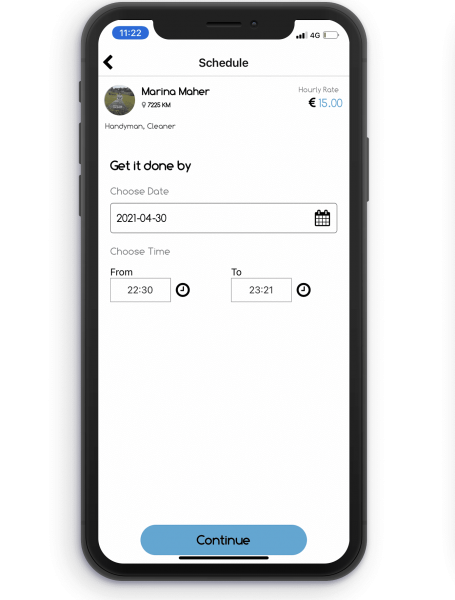 11:22
4G
Schedule
Marina Maher
Hourly Rate
7225 KM
€ 15.00
Handyman, Cleaner
Get it done by
Choose Date
2021-04-30
Choose Time
From
To
22:30
23:21
Continue